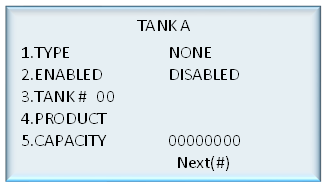 TANK A
1.TYPE NONE
2.ENABLED DISABLED
3.TANK # 00
4.PRODUCT
5.CAPACITY 00000000
Next(#)